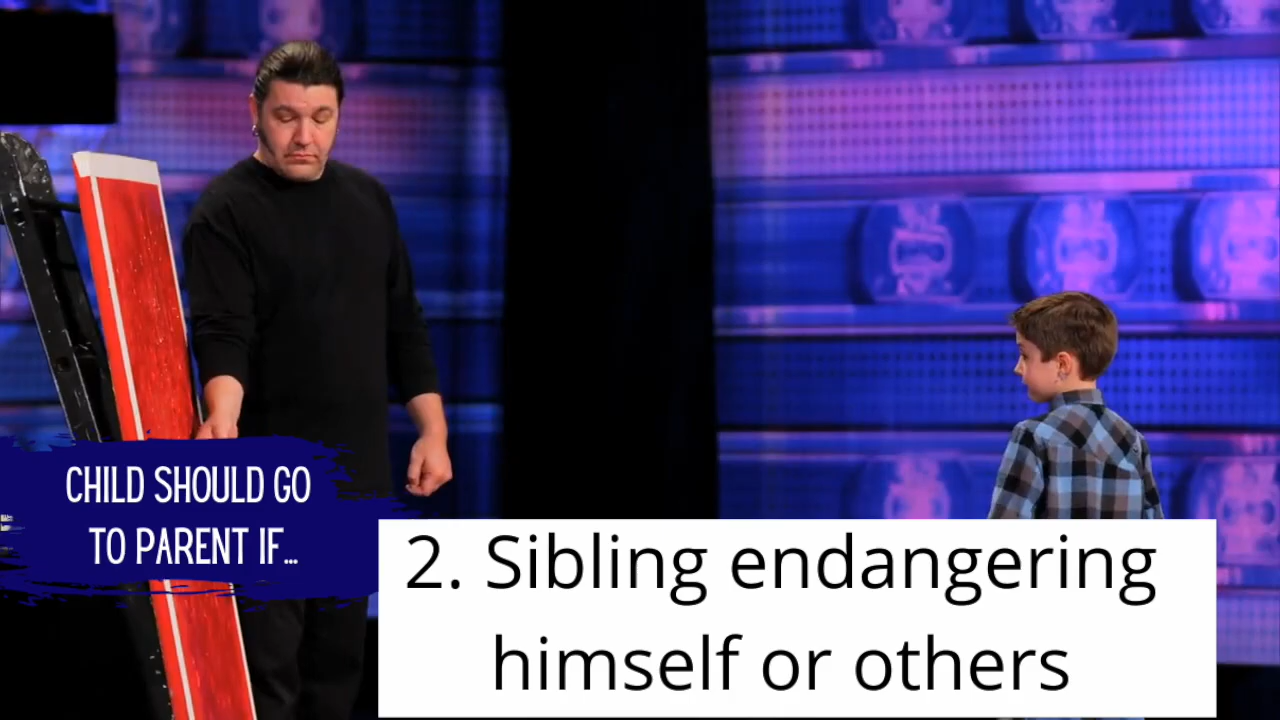 CHILD SHOULD GO
TO PARENT IF...
2. Sibling endangering
himself or others